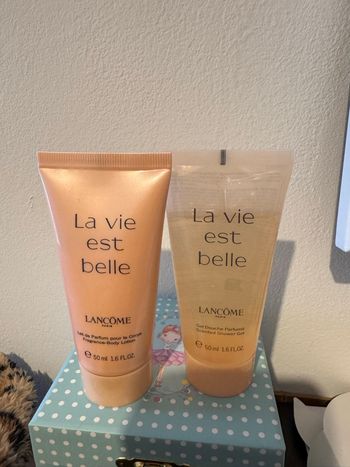 La vie
est
belle
LANCÔME
PARIS
Lait de Parfum pour le Corps
Fragrance-Body Lotion
℮ 50 ml 1.6 FL.OZ.
La vie
est
belle
LANCÔME
PARIS
Gel Douche Parfumé
Scented Shower Gel
℮ 50 ml 1.6 FL.OZ.